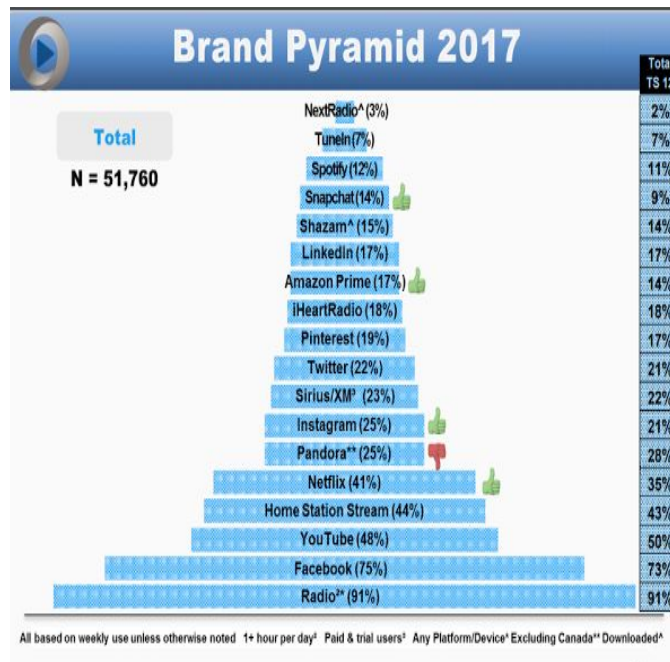 Brand Pyramid 2017
Total
TS 12
Total
N = 51,760
NextRadio^ (3%) 2%
TuneIn (7%) 7%
Spotify (12%) 11%
Snapchat (14%) 9%
Shazam^ (15%) 14%
LinkedIn (17%) 17%
Amazon Prime (17%) 14%
iHeartRadio (18%) 18%
Pinterest (19%) 17%
Twitter (22%) 21%
Sirius/XM³ (23%) 22%
Instagram (25%) 21%
Pandora** (25%) 28%
Netflix (41%) 35%
Home Station Stream (44%) 43%
YouTube (48%) 50%
Facebook (75%) 73%
Radio²* (91%) 91%
All based on weekly use unless otherwise noted 1+ hour per day² Paid & trial users³ Any Platform/Device* Excluding Canada** Downloaded^